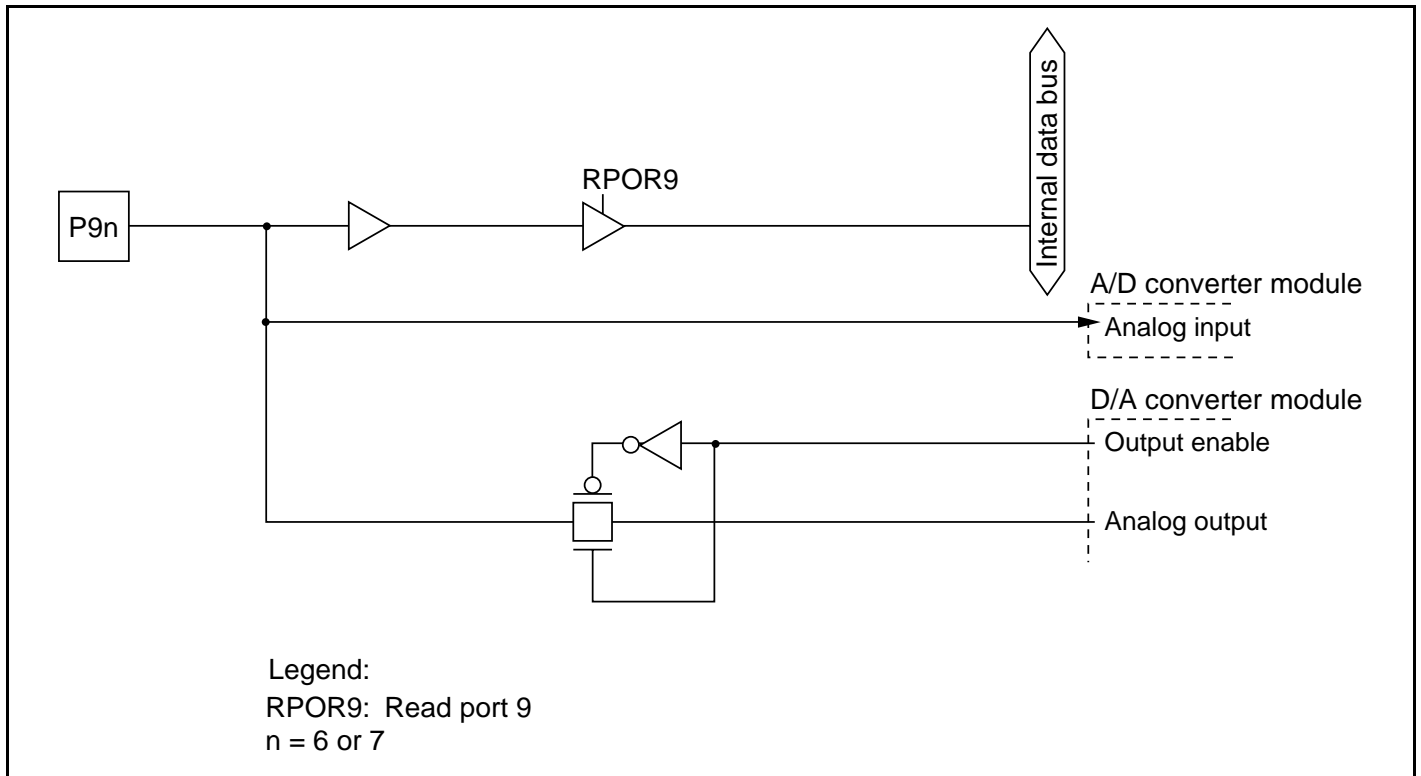 Internal data bus
RPOR9
P9n
A/D converter module
Analog input
D/A converter module
Output enable
Analog output
Legend:
RPOR9: Read port 9
n = 6 or 7